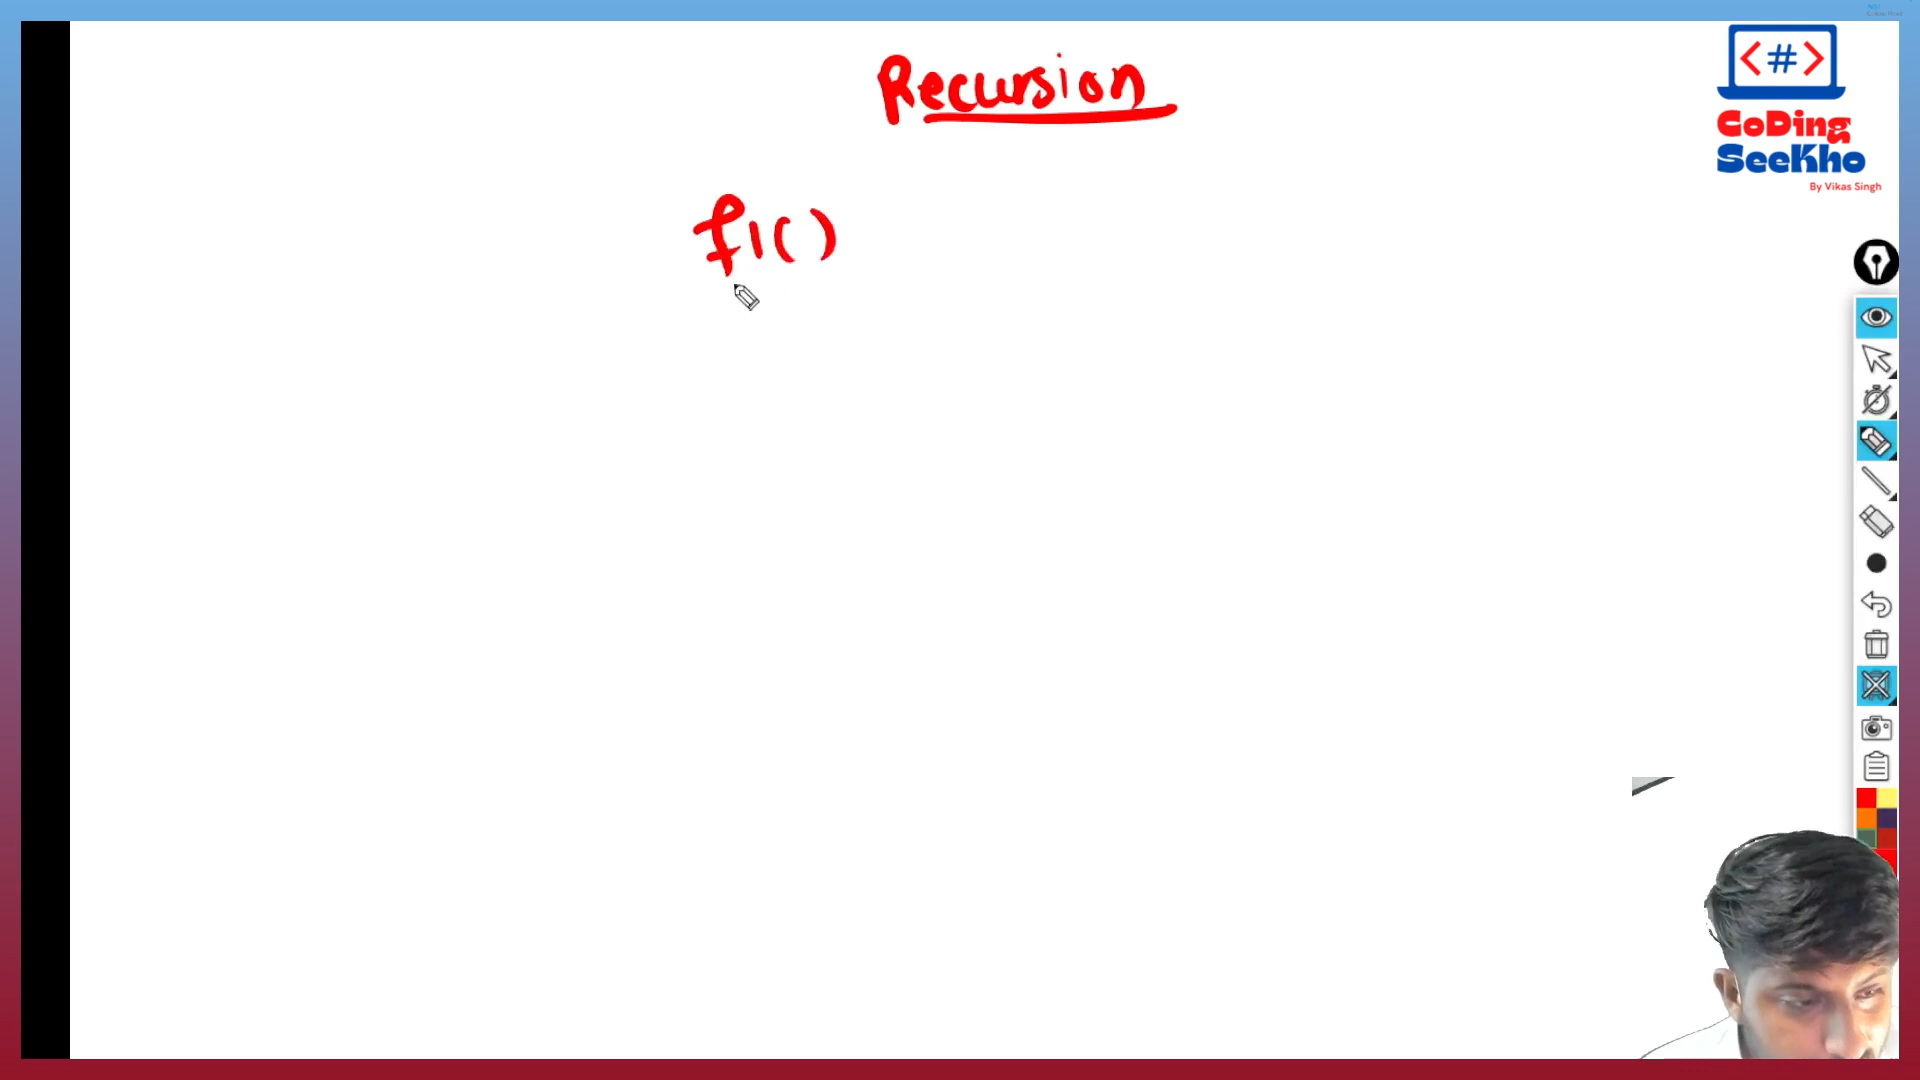 Recursion
<#>
CoDing
SeeKho
By Vikas Singh
f1()